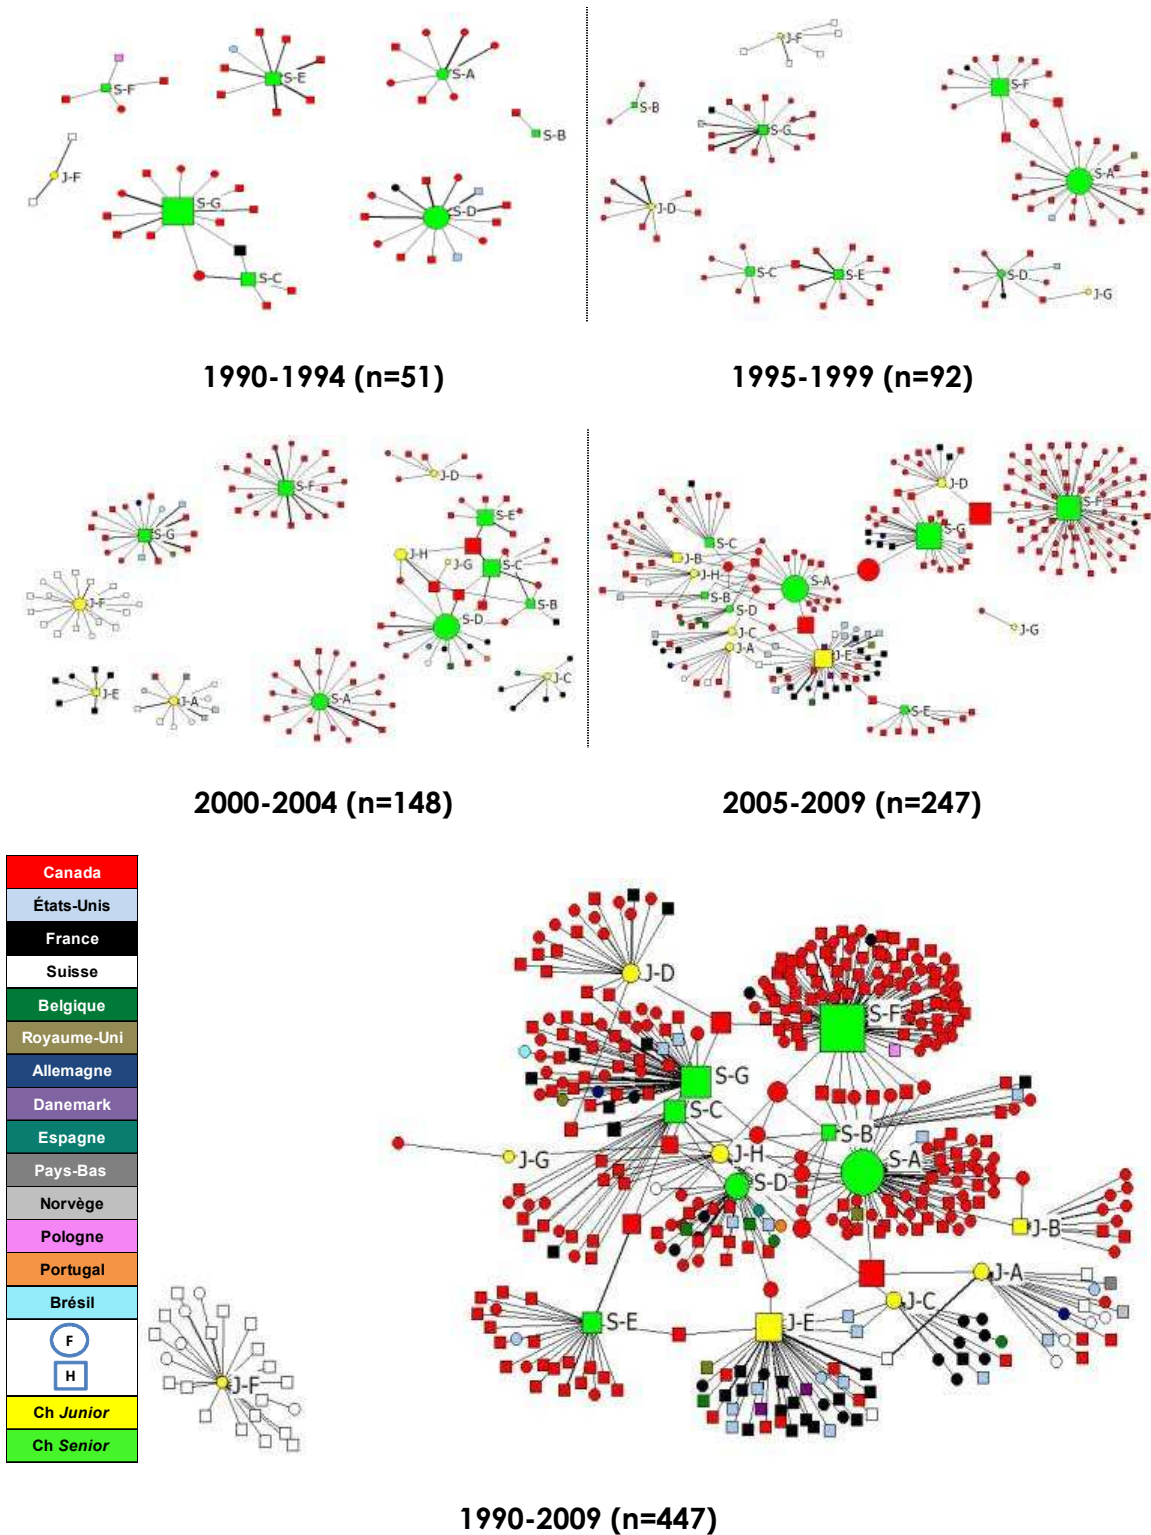 S-F
S-E
S-A
S-B
J-F
S-G
S-D
S-C
J-F
S-B
S-G
S-F
S-A
J-D
S-C
S-E
S-D
J-G
1990-1994 (n=51)
1995-1999 (n=92)
S-F
J-D
S-G
S-E
J-H
J-G
S-C
J-F
S-B
S-D
J-E
J-A
S-A
J-C
J-D
S-F
S-G
S-C
J-B
J-H
S-A
S-B
S-D
J-C
J-A
J-E
J-G
S-E
2000-2004 (n=148)
2005-2009 (n=247)
Canada
États-Unis
France
Suisse
Belgique
Royaume-Uni
Allemagne
Danemark
Espagne
Pays-Bas
Norvège
Pologne
Portugal
Brésil
F
H
Ch Junior
Ch Senior
J-D
S-F
S-G
S-C
S-B
J-G
J-H
S-A
S-D
J-B
J-A
J-C
S-E
J-E
J-F
1990-2009 (n=447)